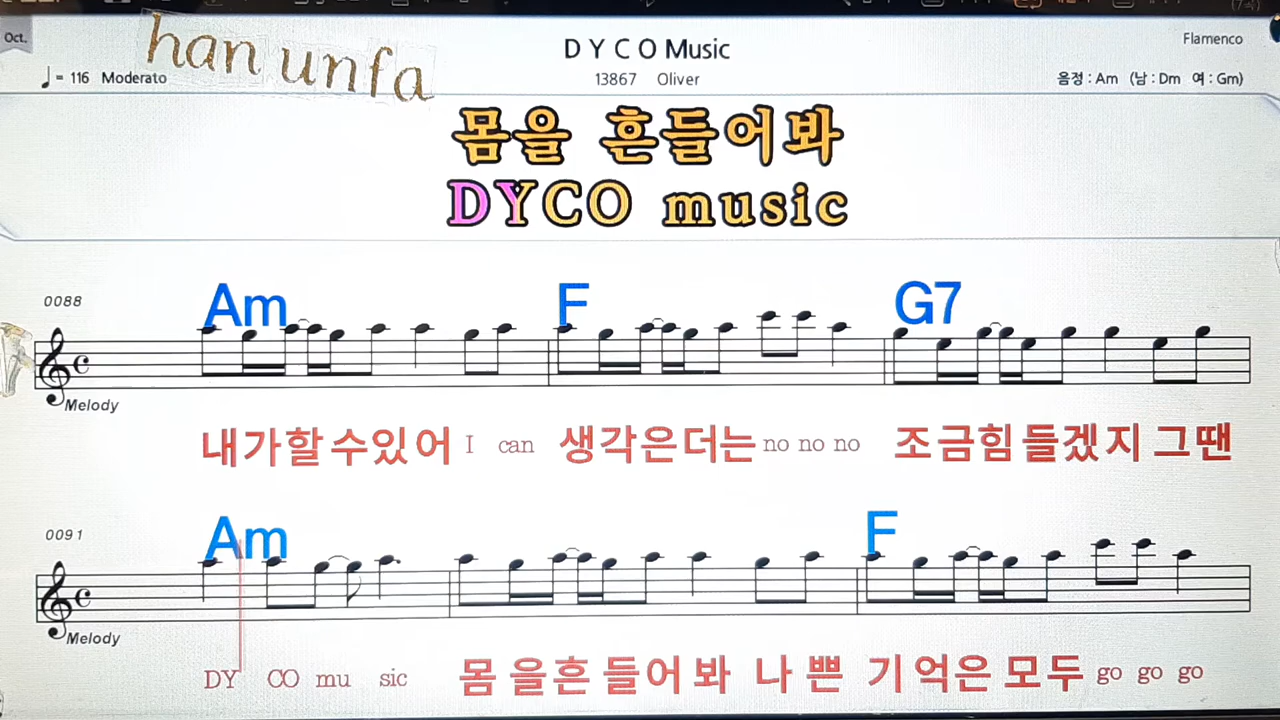 Oct.
han unfa
D Y C O Music
Flamenco
♩= 116 Moderato
13867 Oliver
음정 : Am (남 : Dm 여 : Gm)
몸을 흔들어봐
DYCO music
0088
Am F G7
Melody
내가할수있어 I can 생각은더는 no no no 조금힘들겠지 그땐
0091
Am F
Melody
DY CO mu sic 몸을흔들어봐 나쁜 기억은모두 go go go